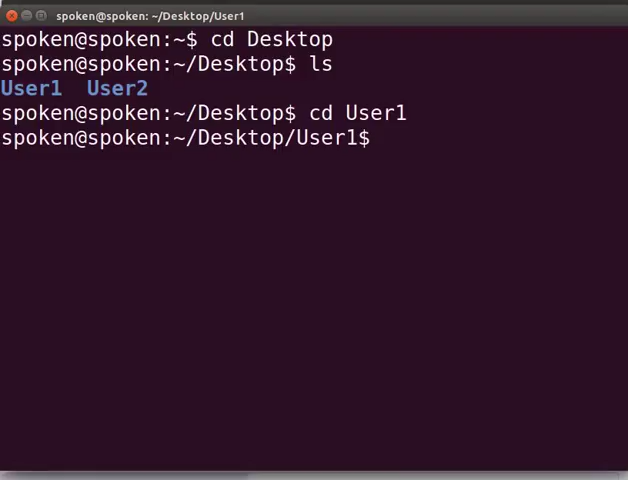 spoken@spoken: ~/Desktop/User1
spoken@spoken:~$ cd Desktop
spoken@spoken:~/Desktop$ ls
User1  User2
spoken@spoken:~/Desktop$ cd User1
spoken@spoken:~/Desktop/User1$